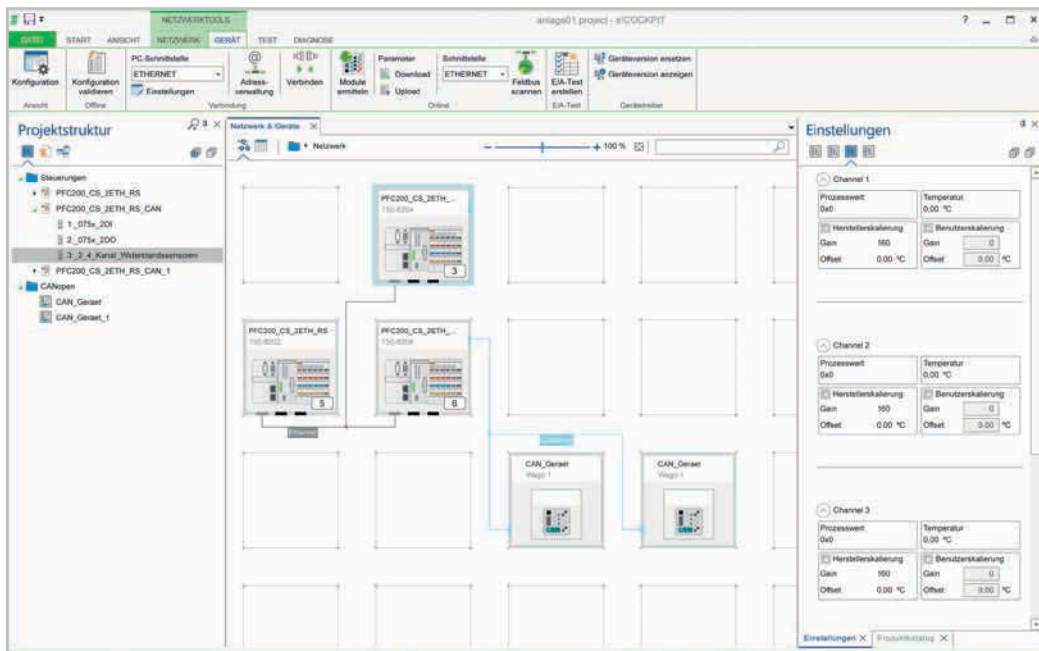 NETZWERKTOOLS
anlage01.project - e!COCKPIT
DATEI START ANSICHT NETZWERK GERÄT TEST DIAGNOSE
Konfiguration
Ansicht
Konfiguration validieren
Offline
PC-Schnittstelle
ETHERNET
Einstellungen
Adress-verwaltung
Verbinden
Verbindung
Module ermitteln
Parameter
Download
Upload
Schnittstelle
ETHERNET
Feldbus scannen
Online
E/A-Test erstellen
E/A-Test
Geräteversion ersetzen
Geräteversion anzeigen
Gerätetreiber
Projektstruktur
Steuerungen
PFC200_CS_2ETH_RS
PFC200_CS_2ETH_RS_CAN
1_075x_2DI
2_075x_2DO
3_2_4_Kanal_Widerstandssensoren
PFC200_CS_2ETH_RS_CAN_1
CANopen
CAN_Geraet
CAN_Geraet_1
Netzwerk & Geräte
Netzwerk
100 %
PFC200_CS_2ETH_...
750-8204
3
PFC200_CS_2ETH_RS
750-8202
5
PFC200_CS_2ETH_...
750-8204
6
Ethernet
CANopen
CAN_Geraet
Wago 1
CAN_Geraet
Wago 1
Einstellungen
Channel 1
Prozesswert Temperatur
0x0 0,00 °C
Herstellerskalierung Benutzerskalierung
Gain 160 Gain 0
Offset 0.00 °C Offset 0.00 °C
Channel 2
Prozesswert Temperatur
0x0 0,00 °C
Herstellerskalierung Benutzerskalierung
Gain 160 Gain 0
Offset 0.00 °C Offset 0.00 °C
Channel 3
Prozesswert Temperatur
0x0 0,00 °C
Herstellerskalierung Benutzerskalierung
Gain 160 Gain 0
Offset 0.00 °C Offset 0.00 °C
Einstellungen Produktkatalog